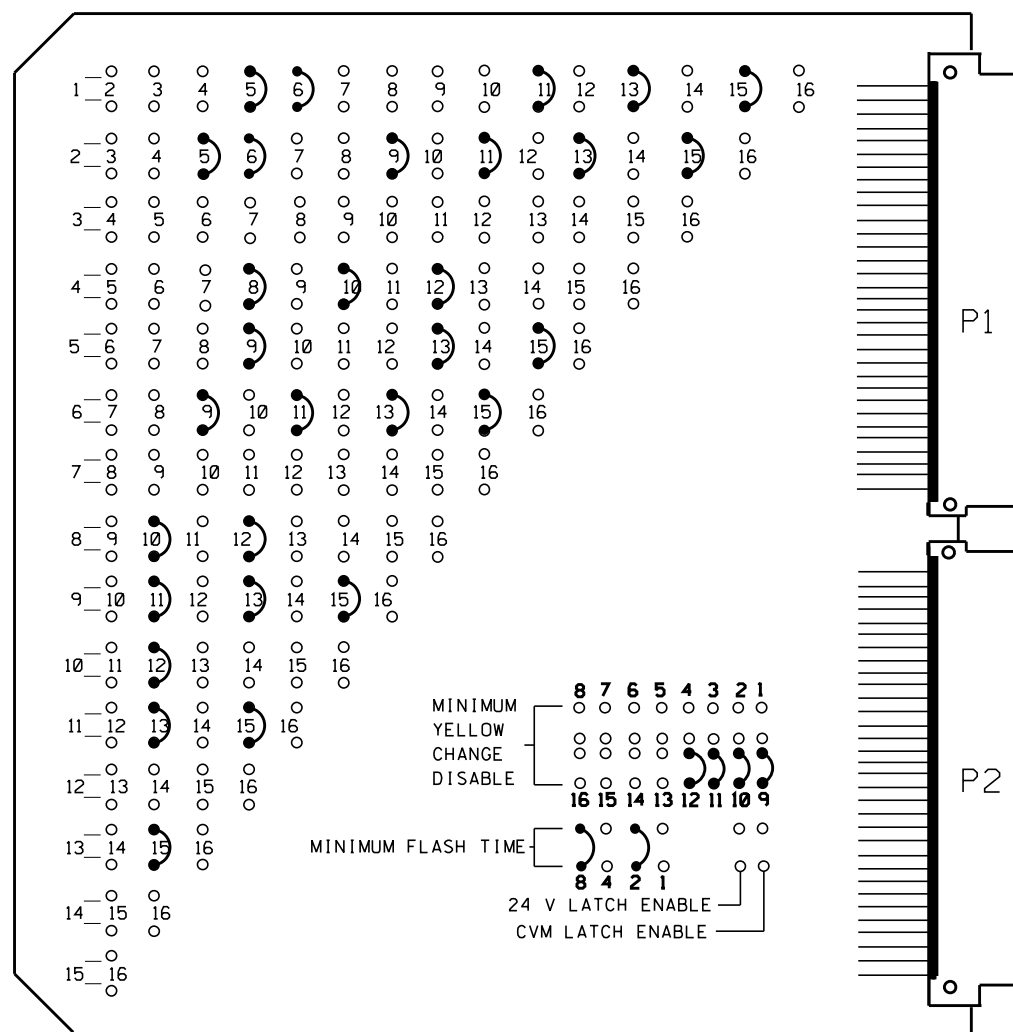 1 2 3 4 5 6 7 8 9 10 11 12 13 14 15 16
2 3 4 5 6 7 8 9 10 11 12 13 14 15 16
3 4 5 6 7 8 9 10 11 12 13 14 15 16
4 5 6 7 8 9 10 11 12 13 14 15 16
P1
5 6 7 8 9 10 11 12 13 14 15 16
6 7 8 9 10 11 12 13 14 15 16
7 8 9 10 11 12 13 14 15 16
8 9 10 11 12 13 14 15 16
9 10 11 12 13 14 15 16
10 11 12 13 14 15 16
11 12 13 14 15 16
12 13 14 15 16
13 14 15 16
14 15 16
15 16
8 7 6 5 4 3 2 1
MINIMUM
YELLOW
CHANGE
DISABLE
16 15 14 13 12 11 10 9
P2
MINIMUM FLASH TIME
8 4 2 1
24 V LATCH ENABLE
CVM LATCH ENABLE